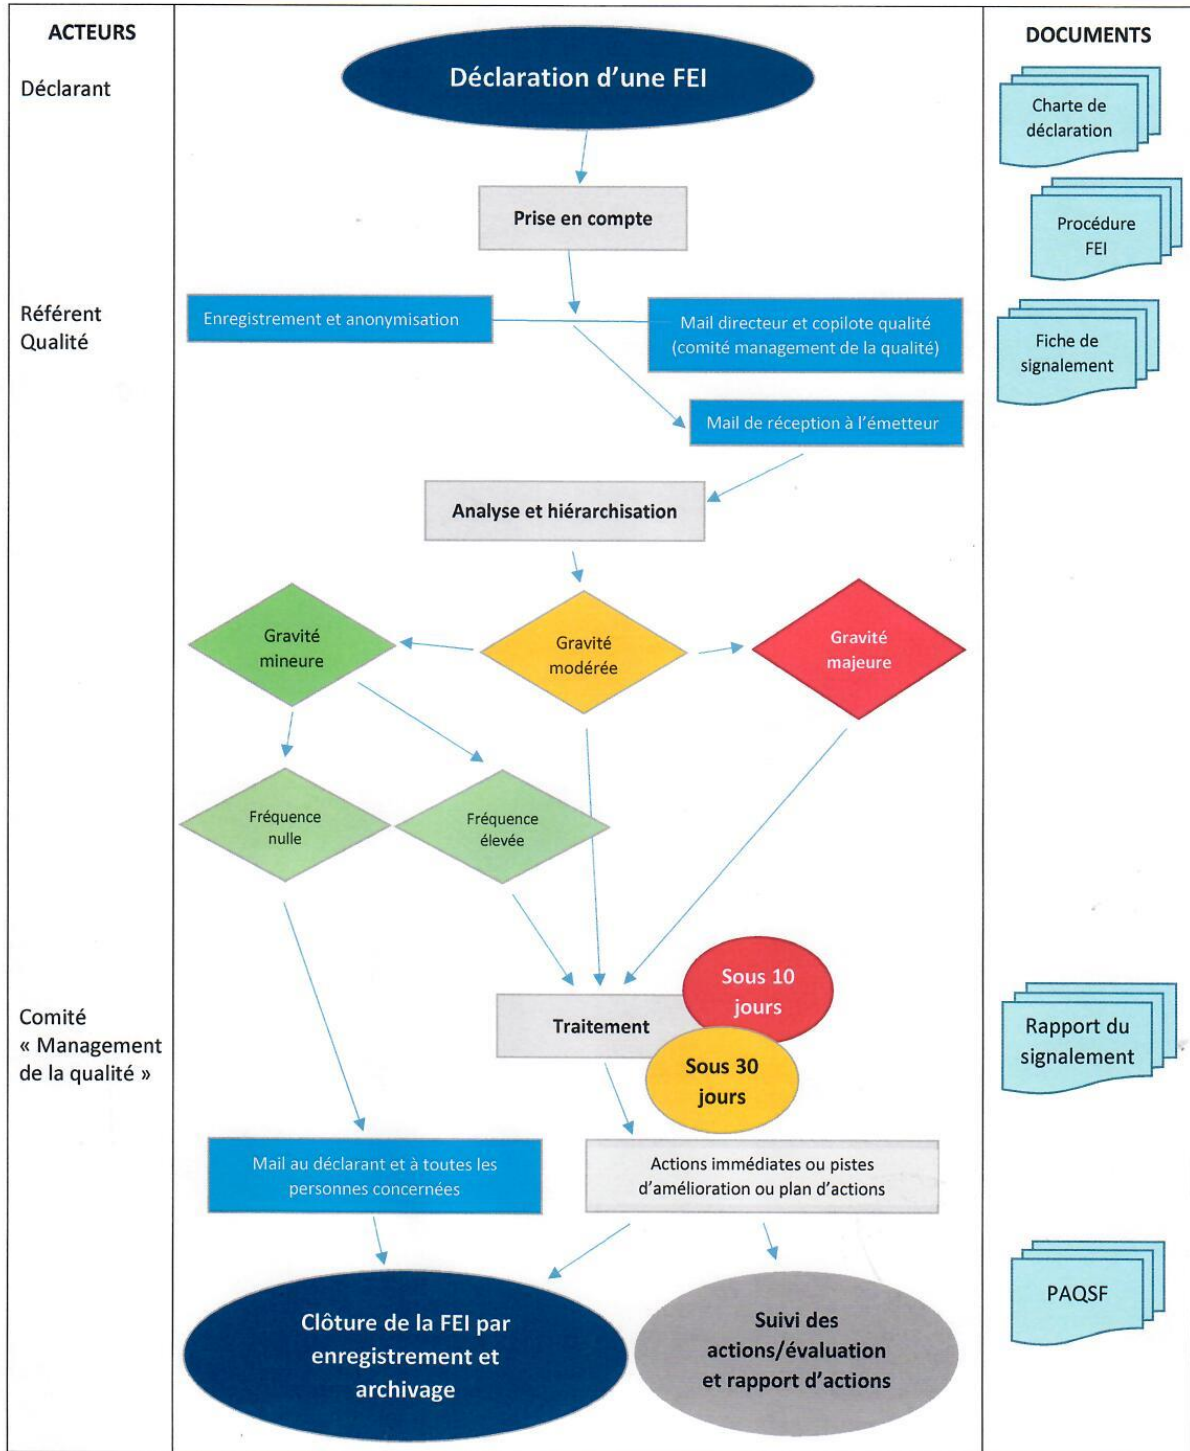 ACTEURS
DOCUMENTS
Déclarant
Déclaration d'une FEI
Charte de
déclaration
Prise en compte
Procédure
FEI
Référent
Qualité
Enregistrement et anonymisation
Mail directeur et copilote qualité
(comité management de la qualité)
Fiche de
signalement
Mail de réception à l'émetteur
Analyse et hiérarchisation
Gravité
mineure
Gravité
modérée
Gravité
majeure
Fréquence
nulle
Fréquence
élevée
Comité
« Management
de la qualité »
Traitement
Sous 10
jours
Sous 30
jours
Rapport du
signalement
Mail au déclarant et à toutes les
personnes concernées
Actions immédiates ou pistes
d'amélioration ou plan d'actions
Clôture de la FEI par
enregistrement et
archivage
Suivi des
actions/évaluation
et rapport d'actions
PAQSF